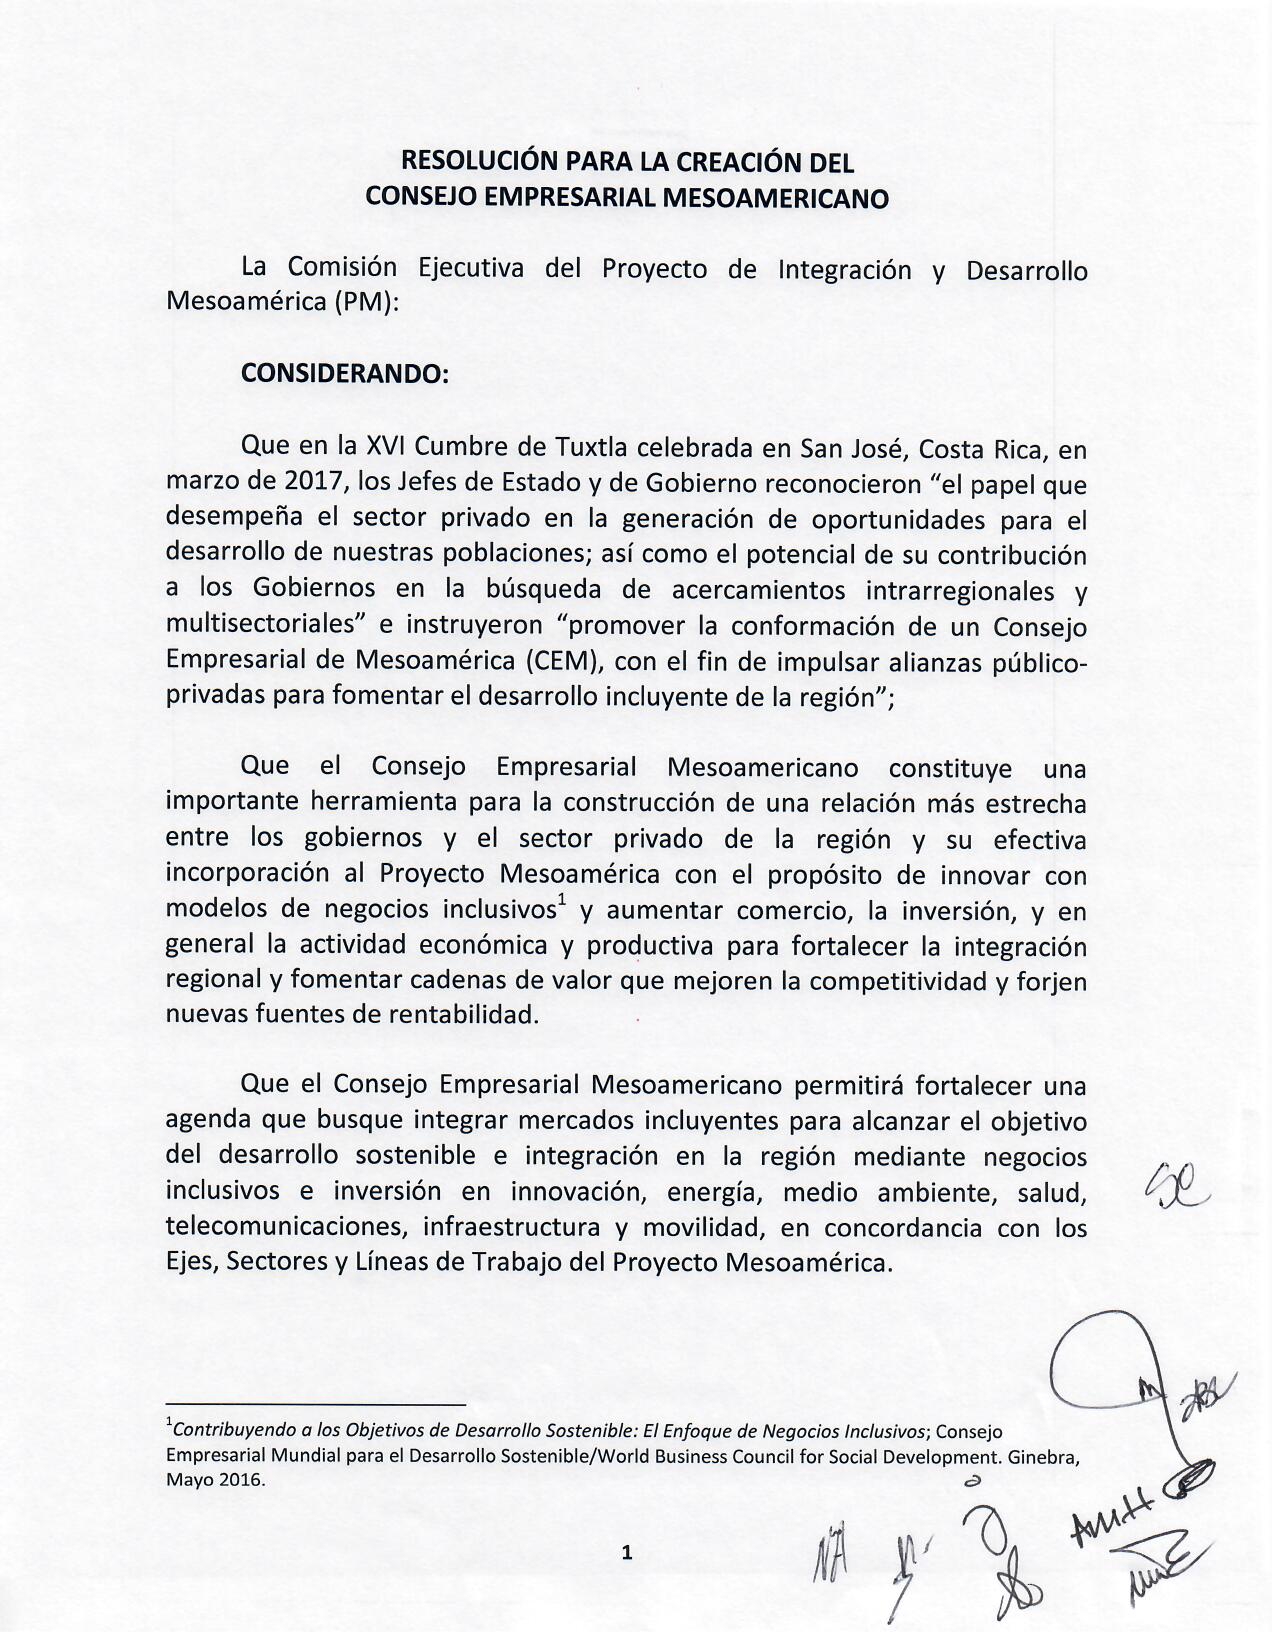 RESOLUCIÓN PARA LA CREACIÓN DEL
CONSEJO EMPRESARIAL MESOAMERICANO
La Comisión Ejecutiva del Proyecto de Integración y Desarrollo
Mesoamérica (PM):
CONSIDERANDO:
Que en la XVI Cumbre de Tuxtla celebrada en San José, Costa Rica, en
marzo de 2017, los Jefes de Estado y de Gobierno reconocieron “el papel que
desempeña el sector privado en la generación de oportunidades para el
desarrollo de nuestras poblaciones; así como el potencial de su contribución
a los Gobiernos en la búsqueda de acercamientos intrarregionales y
multisectoriales” e instruyeron “promover la conformación de un Consejo
Empresarial de Mesoamérica (CEM), con el fin de impulsar alianzas público-
privadas para fomentar el desarrollo incluyente de la región”;
Que el Consejo Empresarial Mesoamericano constituye una
importante herramienta para la construcción de una relación más estrecha
entre los gobiernos y el sector privado de la región y su efectiva
incorporación al Proyecto Mesoamérica con el propósito de innovar con
modelos de negocios inclusivos¹ y aumentar comercio, la inversión, y en
general la actividad económica y productiva para fortalecer la integración
regional y fomentar cadenas de valor que mejoren la competitividad y forjen
nuevas fuentes de rentabilidad.
Que el Consejo Empresarial Mesoamericano permitirá fortalecer una
agenda que busque integrar mercados incluyentes para alcanzar el objetivo
del desarrollo sostenible e integración en la región mediante negocios
inclusivos e inversión en innovación, energía, medio ambiente, salud,
telecomunicaciones, infraestructura y movilidad, en concordancia con los
Ejes, Sectores y Líneas de Trabajo del Proyecto Mesoamérica.
¹Contribuyendo a los Objetivos de Desarrollo Sostenible: El Enfoque de Negocios Inclusivos; Consejo
Empresarial Mundial para el Desarrollo Sostenible/World Business Council for Social Development. Ginebra,
Mayo 2016.
1